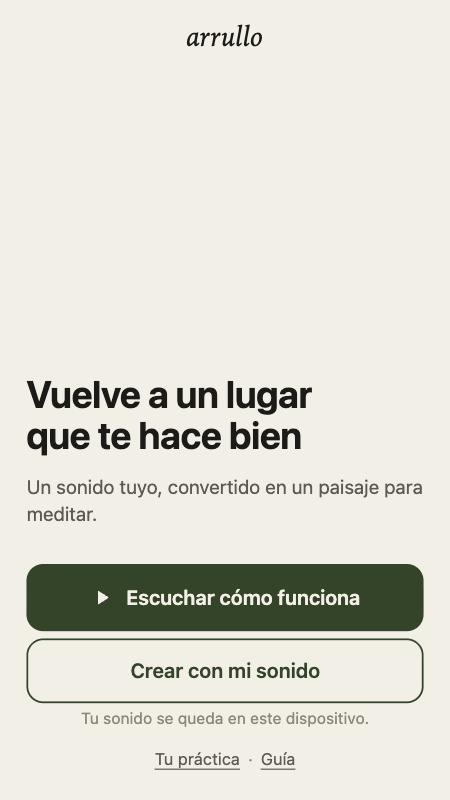 arrullo
Vuelve a un lugar
que te hace bien
Un sonido tuyo, convertido en un paisaje para
meditar.
Escuchar cómo funciona
Crear con mi sonido
Tu sonido se queda en este dispositivo.
Tu práctica · Guía